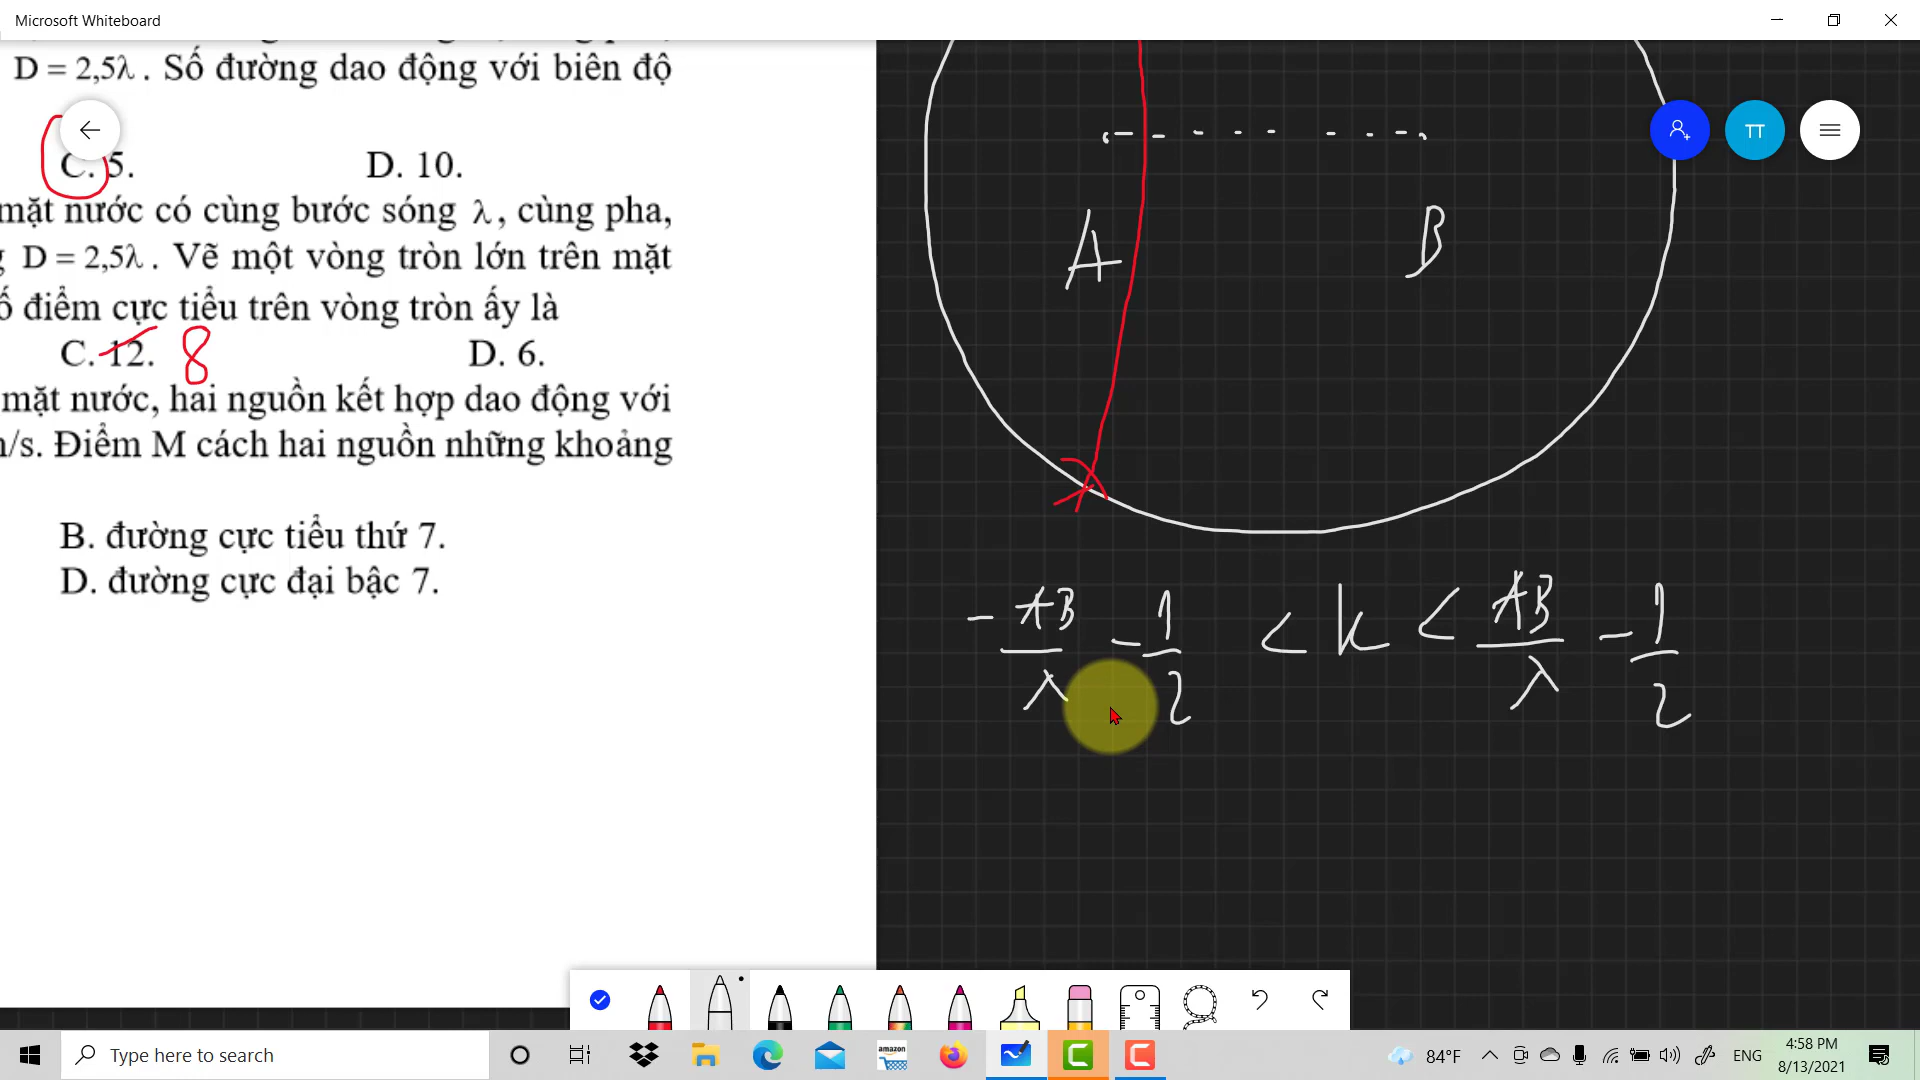 Microsoft Whiteboard
D = 2,5λ. Số đường dao động với biên độ
C. 5. D. 10.
mặt nước có cùng bước sóng λ, cùng pha,
g D = 2,5λ. Vẽ một vòng tròn lớn trên mặt
ố điểm cực tiểu trên vòng tròn ấy là
C. 12. 8 D. 6.
mặt nước, hai nguồn kết hợp dao động với
n/s. Điểm M cách hai nguồn những khoảng
B. đường cực tiểu thứ 7.
D. đường cực đại bậc 7.
TT
A B
- AB/λ - 1/2 < k < AB/λ - 1/2
amazon
Type here to search
84°F
ENG
4:58 PM
8/13/2021